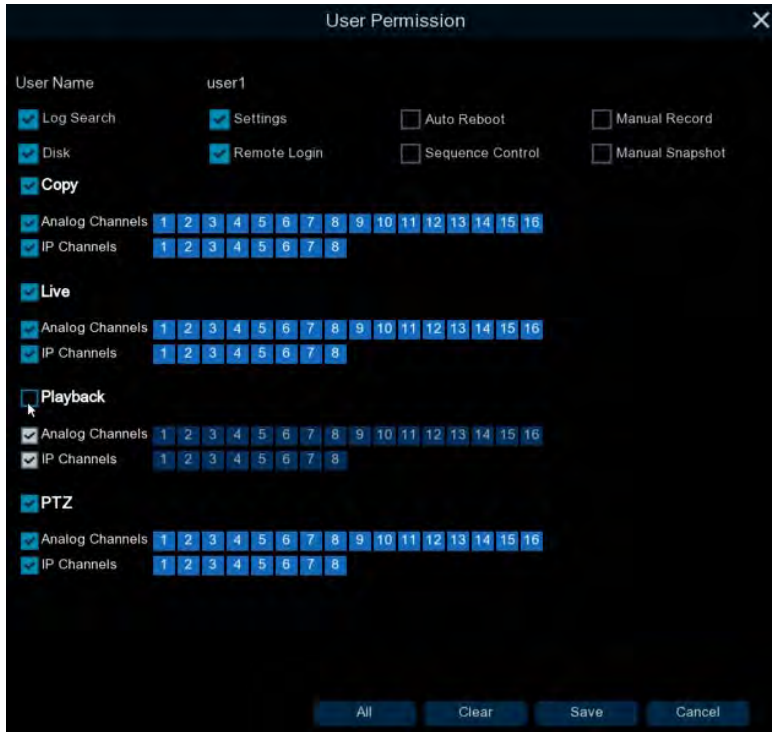 User Permission
User Name user1
Log Search Settings Auto Reboot Manual Record
Disk Remote Login Sequence Control Manual Snapshot
Copy
Analog Channels 1 2 3 4 5 6 7 8 9 10 11 12 13 14 15 16
IP Channels 1 2 3 4 5 6 7 8
Live
Analog Channels 1 2 3 4 5 6 7 8 9 10 11 12 13 14 15 16
IP Channels 1 2 3 4 5 6 7 8
Playback
Analog Channels 1 2 3 4 5 6 7 8 9 10 11 12 13 14 15 16
IP Channels 1 2 3 4 5 6 7 8
PTZ
Analog Channels 1 2 3 4 5 6 7 8 9 10 11 12 13 14 15 16
IP Channels 1 2 3 4 5 6 7 8
All Clear Save Cancel